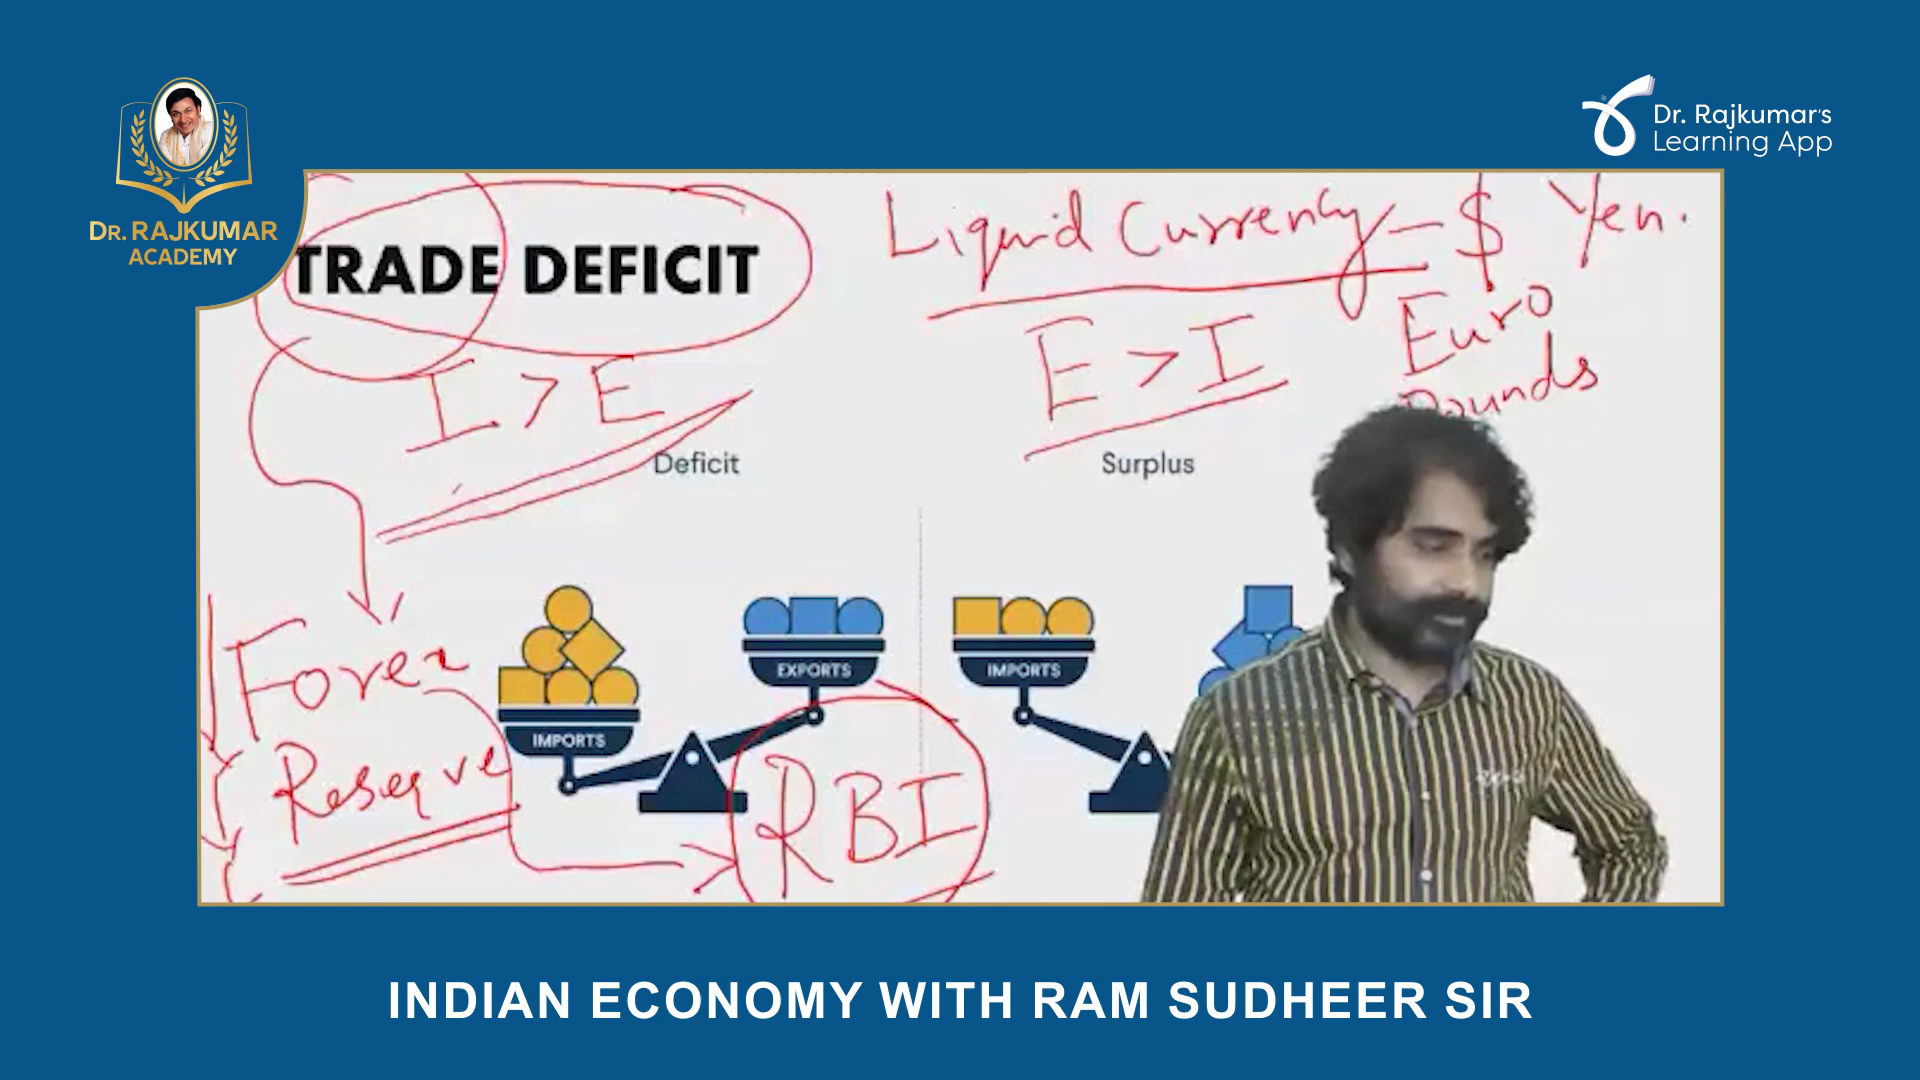 Dr. Rajkumar's
Learning App
DR. RAJKUMAR
ACADEMY
TRADE DEFICIT
Liquid Currency - $ Yen.
Euro
Pounds
I > E
E > I
Deficit
Surplus
EXPORTS
IMPORTS
IMPORTS
Forex
Reserve
RBI
INDIAN ECONOMY WITH RAM SUDHEER SIR